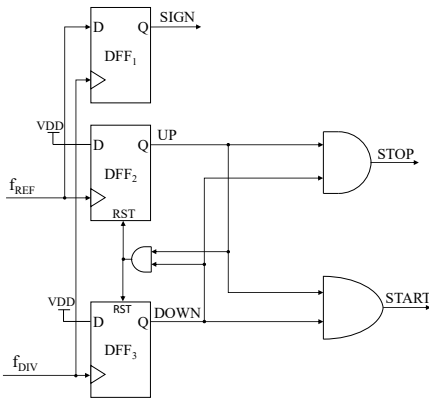 SIGN
D Q
DFF1
VDD
UP
D Q
DFF2
STOP
fREF
RST
VDD
RST
DOWN
START
D Q
DFF3
fDIV